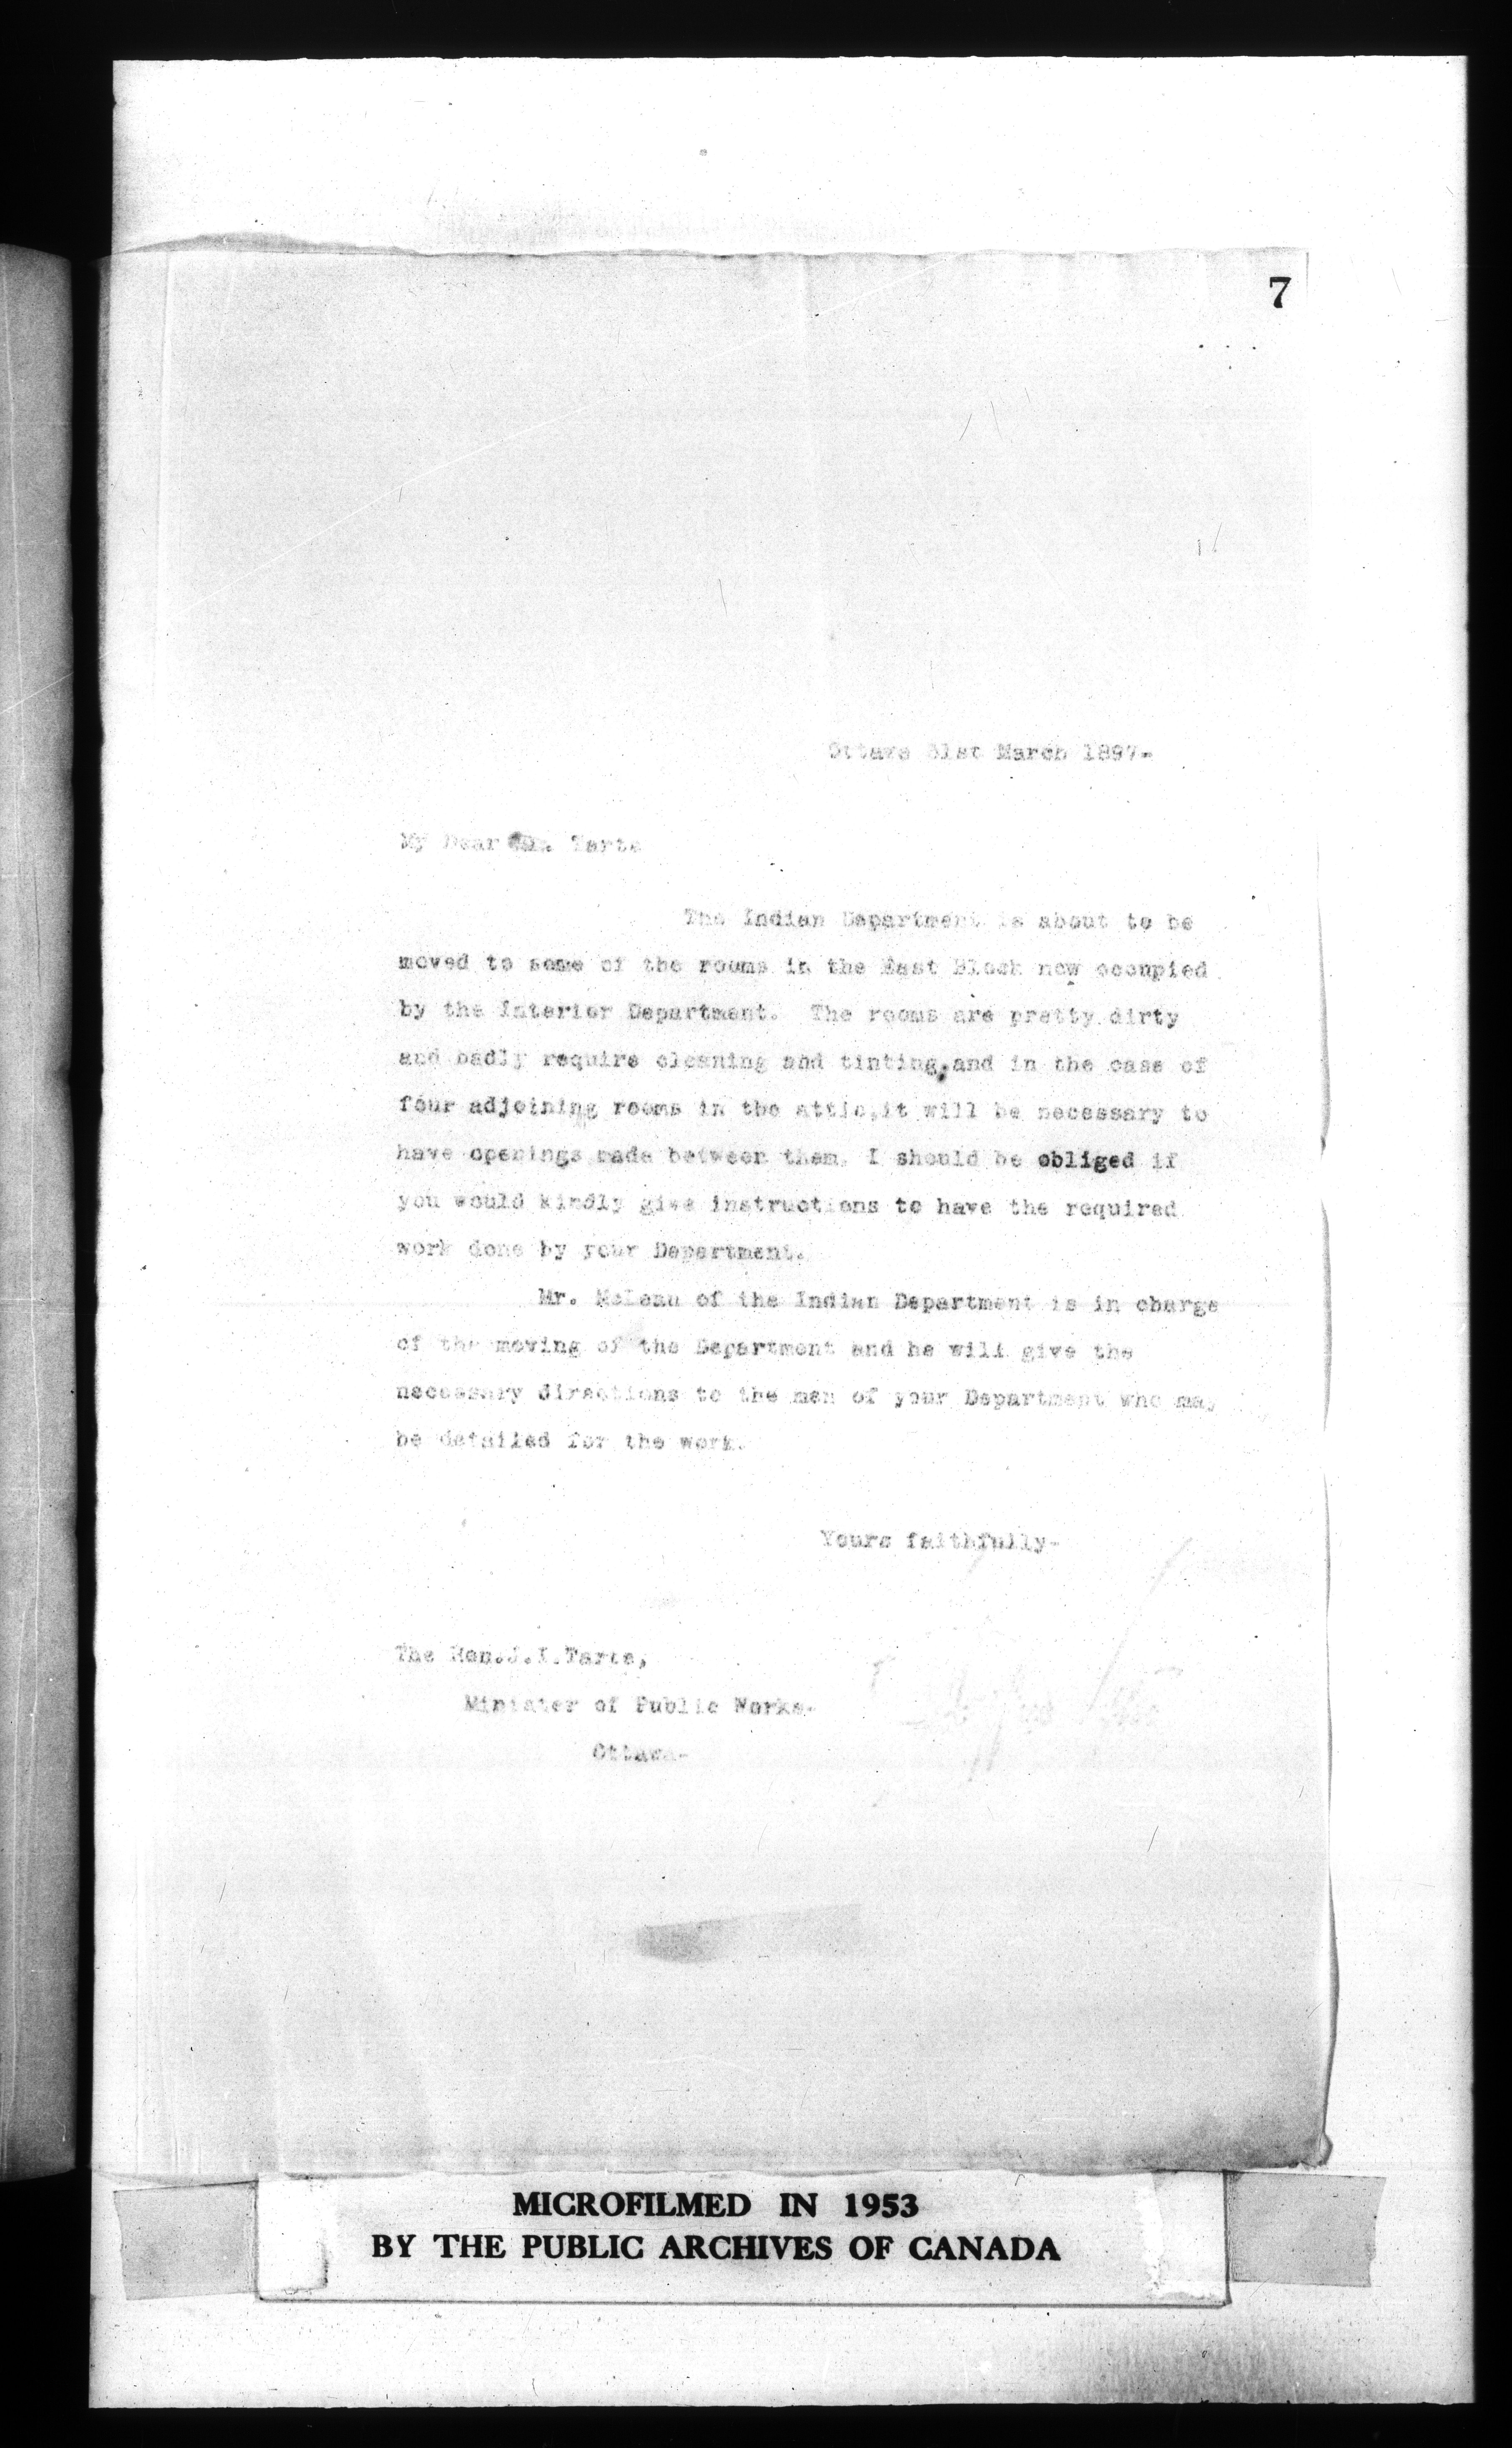 7
Ottawa 31st March 1897-
My Dear Mr. Tarte
The Indian Department is about to be
moved to some of the rooms in the East Block now occupied
by the Interior Department. The rooms are pretty dirty
and badly require cleaning and tinting, and in the case of
four adjoining rooms in the attic, it will be necessary to
have openings made between them. I should be obliged if
you would kindly give instructions to have the required
work done by your Department.
Mr. McLean of the Indian Department is in charge
of the moving of the Department and he will give the
necessary directions to the men of your Department who may
be detailed for the work.
Yours faithfully-
The Hon.J.I.Tarte,
Minister of Public Works-
Ottawa-
MICROFILMED IN 1953
BY THE PUBLIC ARCHIVES OF CANADA